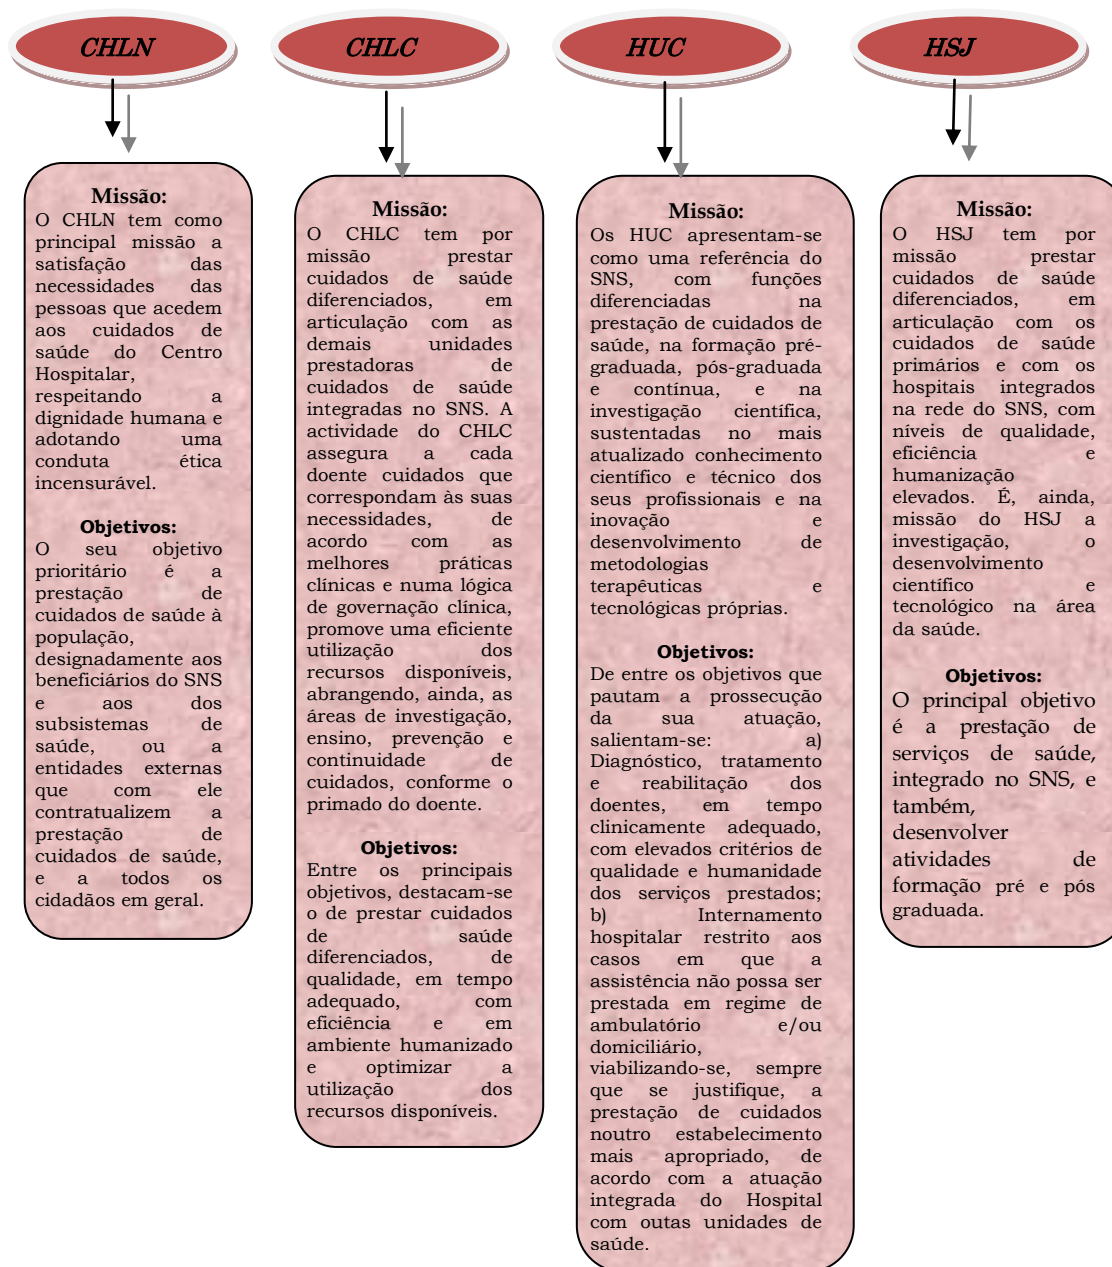 CHLN
Missão:
O CHLN tem como
principal missão a
satisfação das
necessidades das
pessoas que acedem
aos cuidados de
saúde do Centro
Hospitalar,
respeitando a
dignidade humana e
adotando uma
conduta ética
incensurável.
Objetivos:
O seu objetivo
prioritário é a
prestação de
cuidados de saúde à
população,
designadamente aos
beneficiários do SNS
e aos dos
subsistemas de
saúde, ou a
entidades externas
que com ele
contratualizem a
prestação de
cuidados de saúde,
e a todos os
cidadãos em geral.
CHLC
Missão:
O CHLC tem por
missão prestar
cuidados de saúde
diferenciados, em
articulação com as
demais unidades
prestadoras de
cuidados de saúde
integradas no SNS. A
actividade do CHLC
assegura a cada
doente cuidados que
correspondam às suas
necessidades, de
acordo com as
melhores práticas
clínicas e numa lógica
de governação clínica,
promove uma eficiente
utilização dos
recursos disponíveis,
abrangendo, ainda, as
áreas de investigação,
ensino, prevenção e
continuidade de
cuidados, conforme o
primado do doente.
Objetivos:
Entre os principais
objetivos, destacam-se
o de prestar cuidados
de saúde
diferenciados, de
qualidade, em tempo
adequado, com
eficiência e em
ambiente humanizado
e optimizar a
utilização dos
recursos disponíveis.
HUC
Missão:
Os HUC apresentam-se
como uma referência do
SNS, com funções
diferenciadas na
prestação de cuidados de
saúde, na formação pré-
graduada, pós-graduada
e contínua, e na
investigação científica,
sustentadas no mais
atualizado conhecimento
científico e técnico dos
seus profissionais e na
inovação e
desenvolvimento de
metodologias
terapêuticas e
tecnológicas próprias.
Objetivos:
De entre os objetivos que
pautam a prossecução
da sua atuação,
salientam-se: a)
Diagnóstico, tratamento
e reabilitação dos
doentes, em tempo
clinicamente adequado,
com elevados critérios de
qualidade e humanidade
dos serviços prestados;
b) Internamento
hospitalar restrito aos
casos em que a
assistência não possa ser
prestada em regime de
ambulatório e/ou
domiciliário,
viabilizando-se, sempre
que se justifique, a
prestação de cuidados
noutro estabelecimento
mais apropriado, de
acordo com a atuação
integrada do Hospital
com outas unidades de
saúde.
HSJ
Missão:
O HSJ tem por
missão prestar
cuidados de saúde
diferenciados, em
articulação com os
cuidados de saúde
primários e com os
hospitais integrados
na rede do SNS, com
níveis de qualidade,
eficiência e
humanização
elevados. É, ainda,
missão do HSJ a
investigação, o
desenvolvimento
científico e
tecnológico na área
da saúde.
Objetivos:
O principal objetivo
é a prestação de
serviços de saúde,
integrado no SNS, e
também,
desenvolver
atividades de
formação pré e pós
graduada.